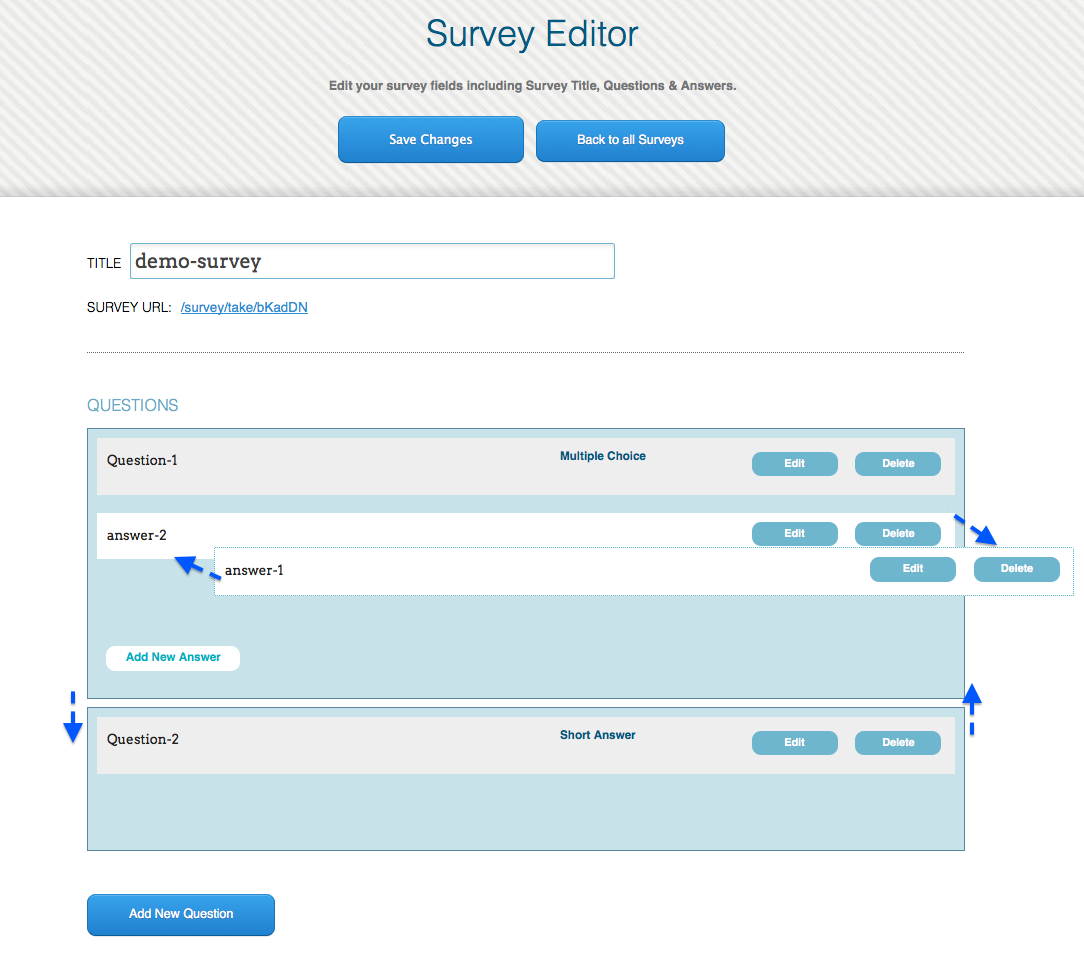 Survey Editor
Edit your survey fields including Survey Title, Questions & Answers.
Save Changes Back to all Surveys
TITLE demo-survey
SURVEY URL: /survey/take/bKadDN
QUESTIONS
Question-1 Multiple Choice Edit Delete
answer-2 Edit Delete
answer-1 Edit Delete
Add New Answer
Question-2 Short Answer Edit Delete
Add New Question